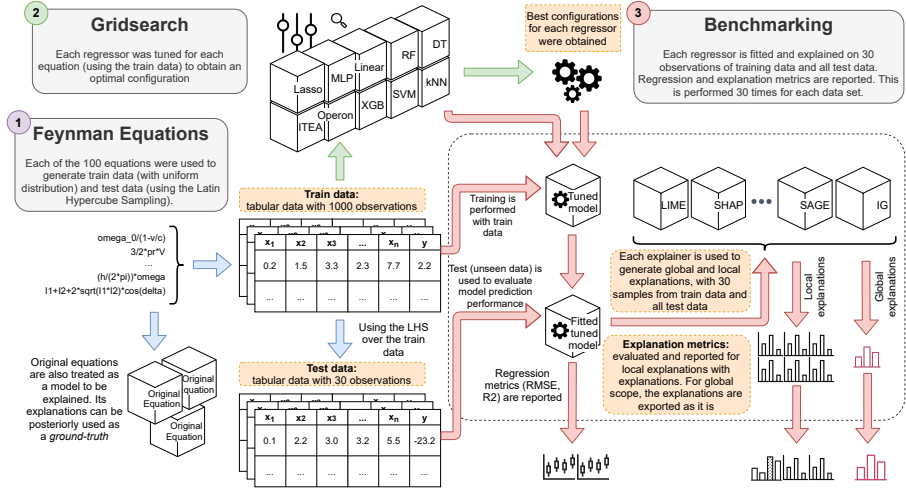 2
Gridsearch
Each regressor was tuned for each
equation (using the train data) to obtain an
optimal configuration
1
Feynman Equations
Each of the 100 equations were used to
generate train data (with uniform
distribution) and test data (using the Latin
Hypercube Sampling).
omega_0/(1-v/c)
3/2*pr*V
...
(h/(2*pi))*omega
I1+I2+2*sqrt(I1*I2)*cos(delta)
Original equations
are also treated as
a model to be
explained. Its
explanations can be
posteriorly used as
a ground-truth
Original
Equation
Original
quation
Original
Equation
Lasso
MLP
Linear
RF
DT
ITEA
Operon
XGB
SVM
kNN
Train data:
tabular data with 1000 observations
x1 x2 x3 ... xn y
0.2 1.5 3.3 2.3 7.7 2.2
... ... ...
Using the LHS
over the train
data
Test data:
tabular data with 30 observations
x1 x2 x3 ... xn y
0.1 2.2 3.0 3.2 5.5 -23.2
... ... ...
Best configurations
for each regressor
were obtained
3
Benchmarking
Each regressor is fitted and explained on 30
observations of training data and all test data.
Regression and explanation metrics are reported. This
is performed 30 times for each data set.
Training is
performed with
train data
Tuned
model
Test (unseen data) is
used to evaluate
model prediction
performance
Fitted
tuned
model
Regression
metrics (RMSE,
R2) are reported
LIME
SHAP
SAGE
IG
Each explainer is used to
generate global and local
explanations, with 30
samples from train data and
all test data
Local
explanations
Global
explanations
Explanation metrics:
evaluated and reported for
local explanations with
explanations. For global
scope, the explanations are
exported as it is